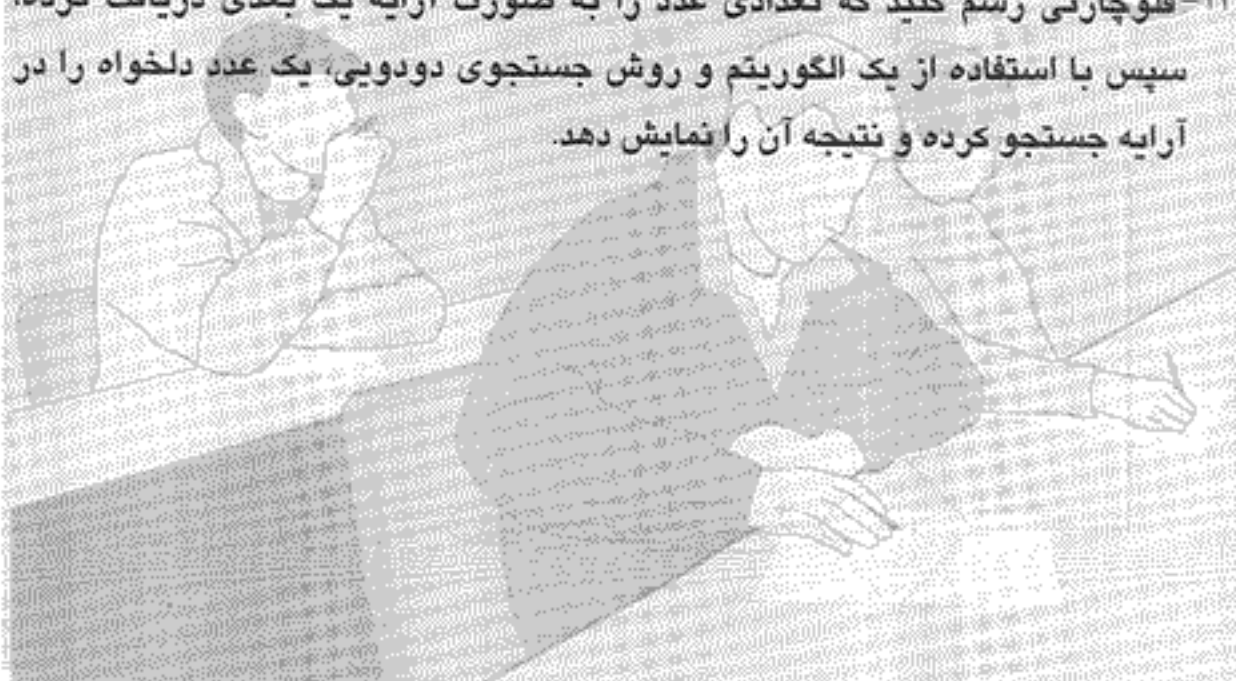 فلوچارتی رسم کنید که تعدادی عدد را به صورت آرایه یک بعدی دریافت کرده،
سپس با استفاده از یک الگوریتم و روش جستجوی دودویی، یک عدد دلخواه را در
آرایه جستجو کرده و نتیجه آن را نمایش دهد.